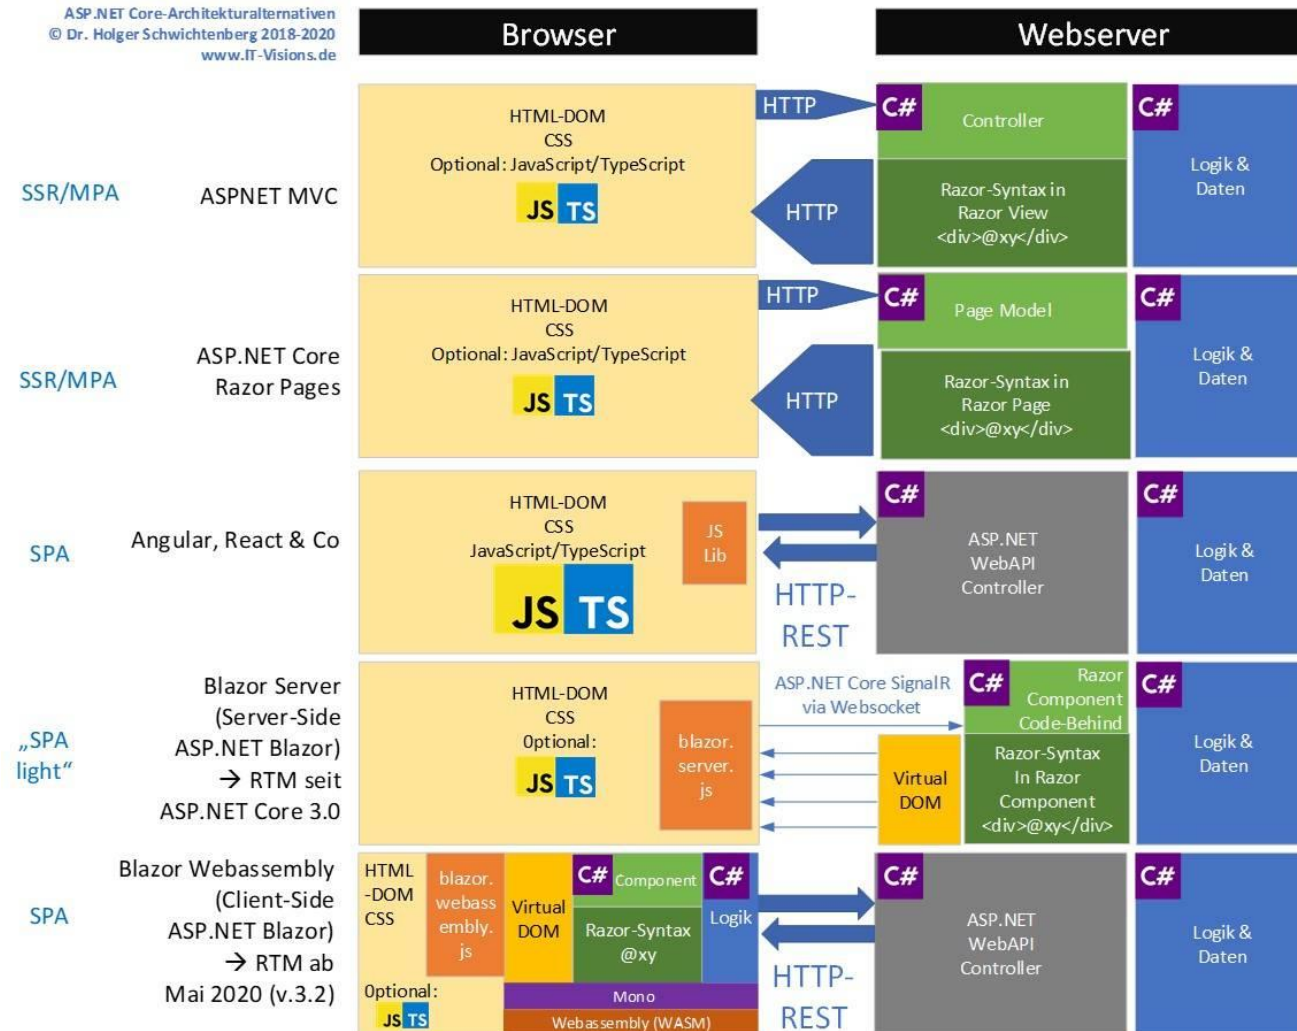 ASP.NET Core-Architekturalternativen
© Dr. Holger Schwichtenberg 2018-2020
www.IT-Visions.de
Browser
Webserver
SSR/MPA
ASPNET MVC
HTML-DOM
CSS
Optional: JavaScript/TypeScript
JS TS
HTTP
HTTP
C#
Controller
Razor-Syntax in
Razor View
<div>@xy</div>
C#
Logik &
Daten
SSR/MPA
ASP.NET Core
Razor Pages
HTML-DOM
CSS
Optional: JavaScript/TypeScript
JS TS
HTTP
HTTP
C#
Page Model
Razor-Syntax in
Razor Page
<div>@xy</div>
C#
Logik &
Daten
SPA
Angular, React & Co
HTML-DOM
CSS
JavaScript/TypeScript
JS TS
JS
Lib
HTTP-
REST
C#
ASP.NET
WebAPI
Controller
C#
Logik &
Daten
„SPA
light“
Blazor Server
(Server-Side
ASP.NET Blazor)
→ RTM seit
ASP.NET Core 3.0
HTML-DOM
CSS
Optional:
JS TS
blazor.
server.
js
ASP.NET Core SignalR
via Websocket
Virtual
DOM
C#
Razor
Component
Code-Behind
Razor-Syntax
In Razor
Component
<div>@xy</div>
C#
Logik &
Daten
SPA
Blazor Webassembly
(Client-Side
ASP.NET Blazor)
→ RTM ab
Mai 2020 (v.3.2)
HTML
-DOM
CSS
Optional:
JS TS
blazor.
webass
embly.
js
Virtual
DOM
C# Component
Razor-Syntax
@xy
C#
Logik
Mono
Webassembly (WASM)
HTTP-
REST
C#
ASP.NET
WebAPI
Controller
C#
Logik &
Daten